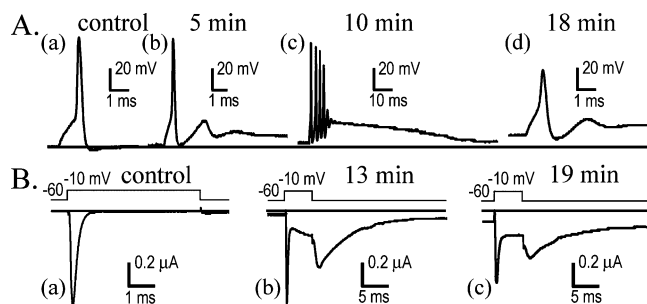 A. control 5 min 10 min 18 min
(a) (b) (c) (d)
20 mV 20 mV 20 mV 20 mV
1 ms 1 ms 10 ms 1 ms
B. control 13 min 19 min
-10 mV -10 mV -10 mV
-60 -60 -60
0.2 µA 0.2 µA 0.2 µA
(a) 1 ms (b) 5 ms (c) 5 ms